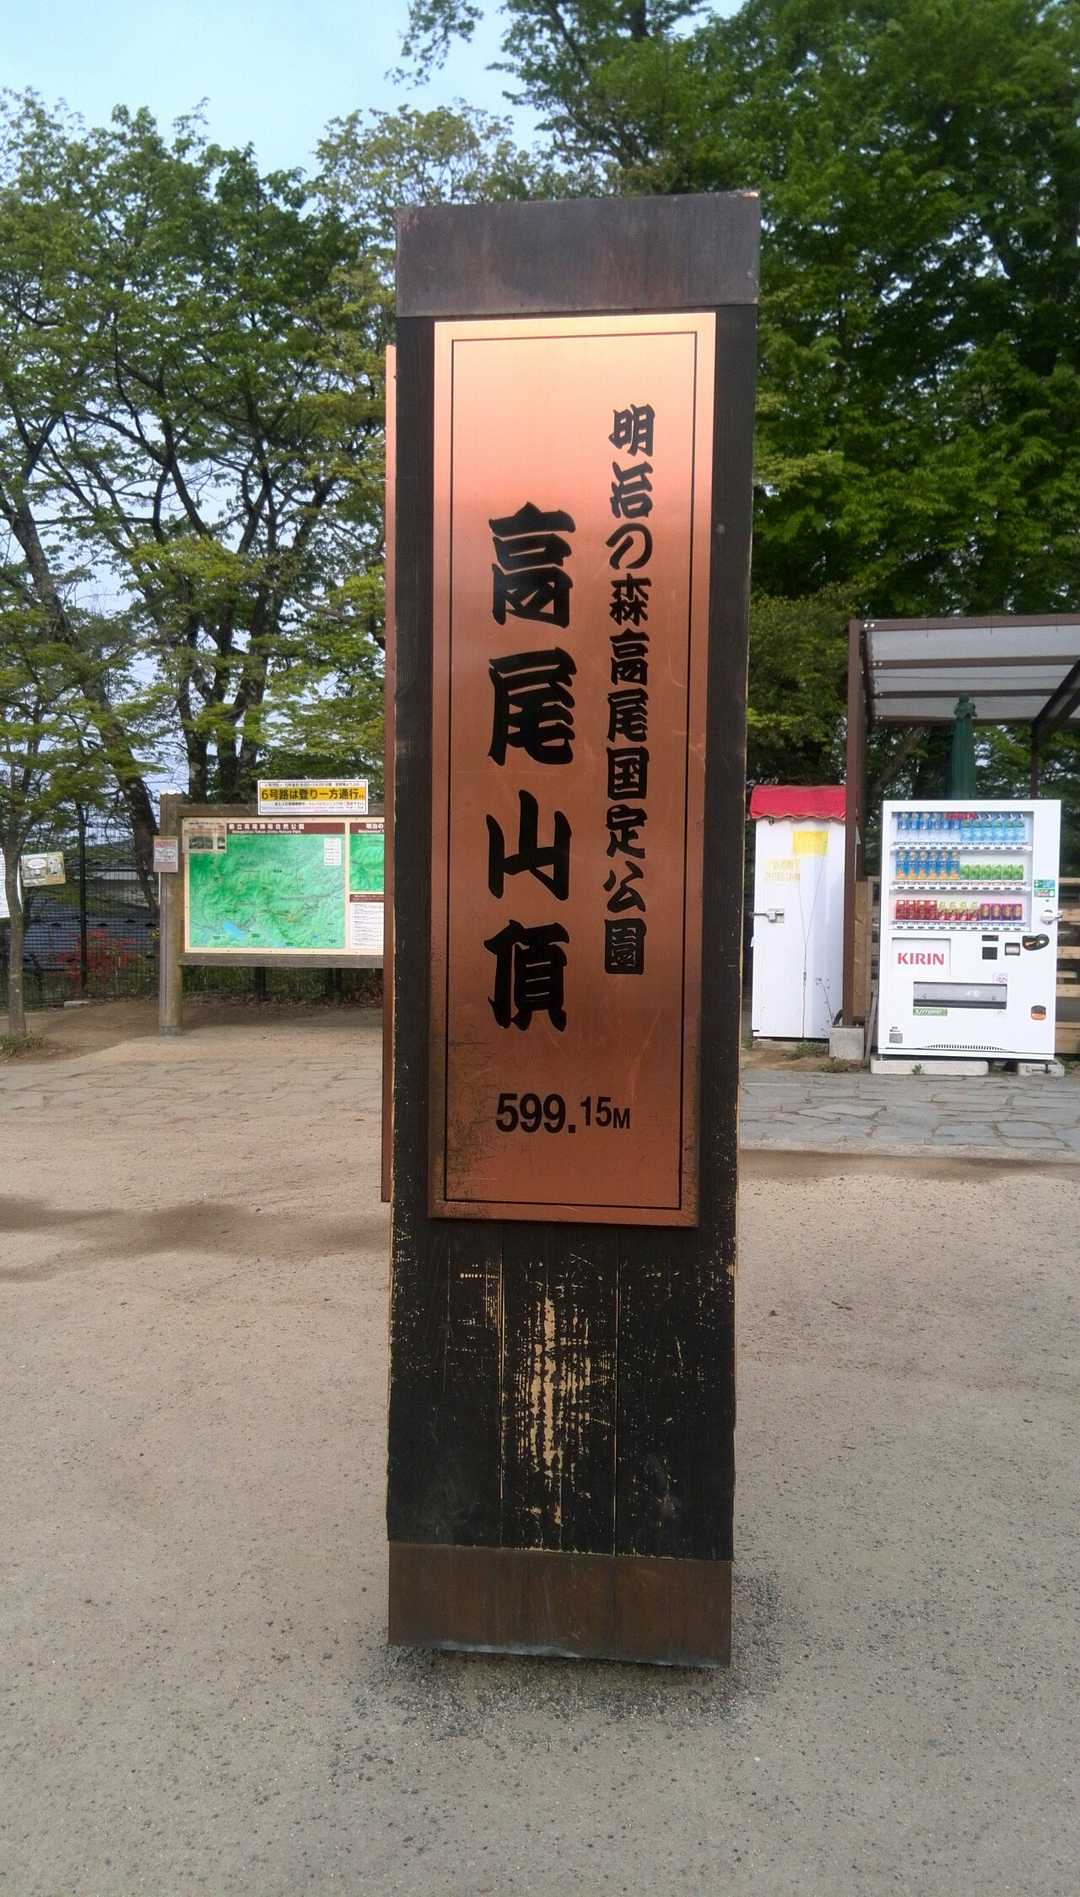 明治の森高尾国定公園
高尾山頂
599.15M
6号路は登り一方通行
KIRIN